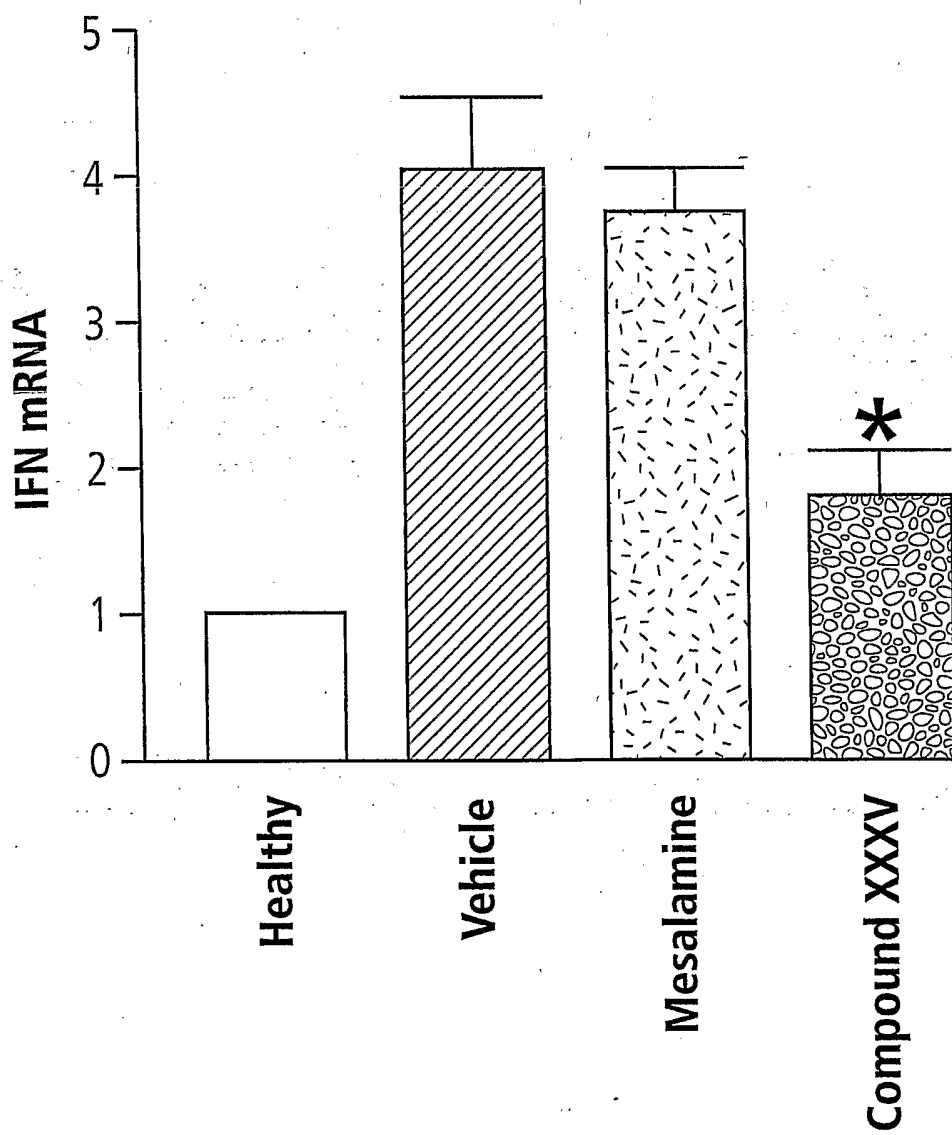 5
4
3
2
1
0
IFN mRNA
*
Healthy
Vehicle
Mesalamine
Compound XXXV